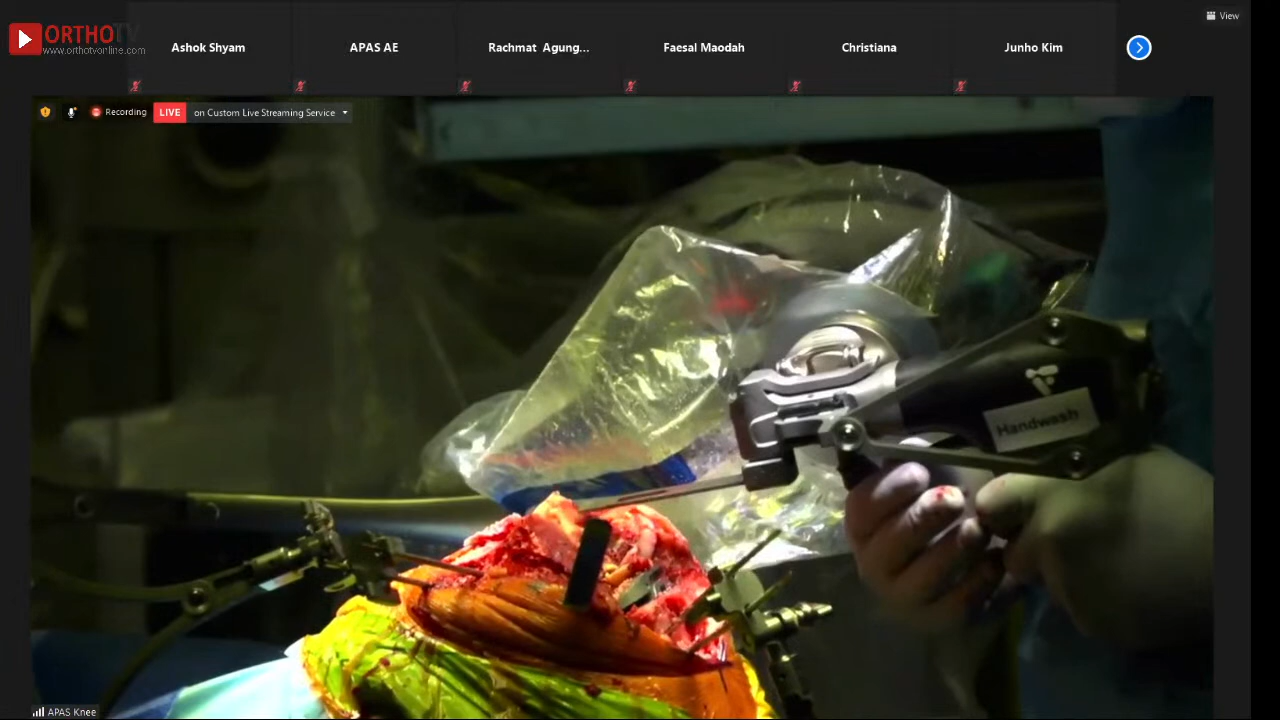 ORTHOTV
www.orthotvonline.com
View
Ashok Shyam
APAS AE
Rachmat Agung...
Faesal Maodah
Christiana
Junho Kim
Recording
LIVE
on Custom Live Streaming Service
Handwash
APAS Knee